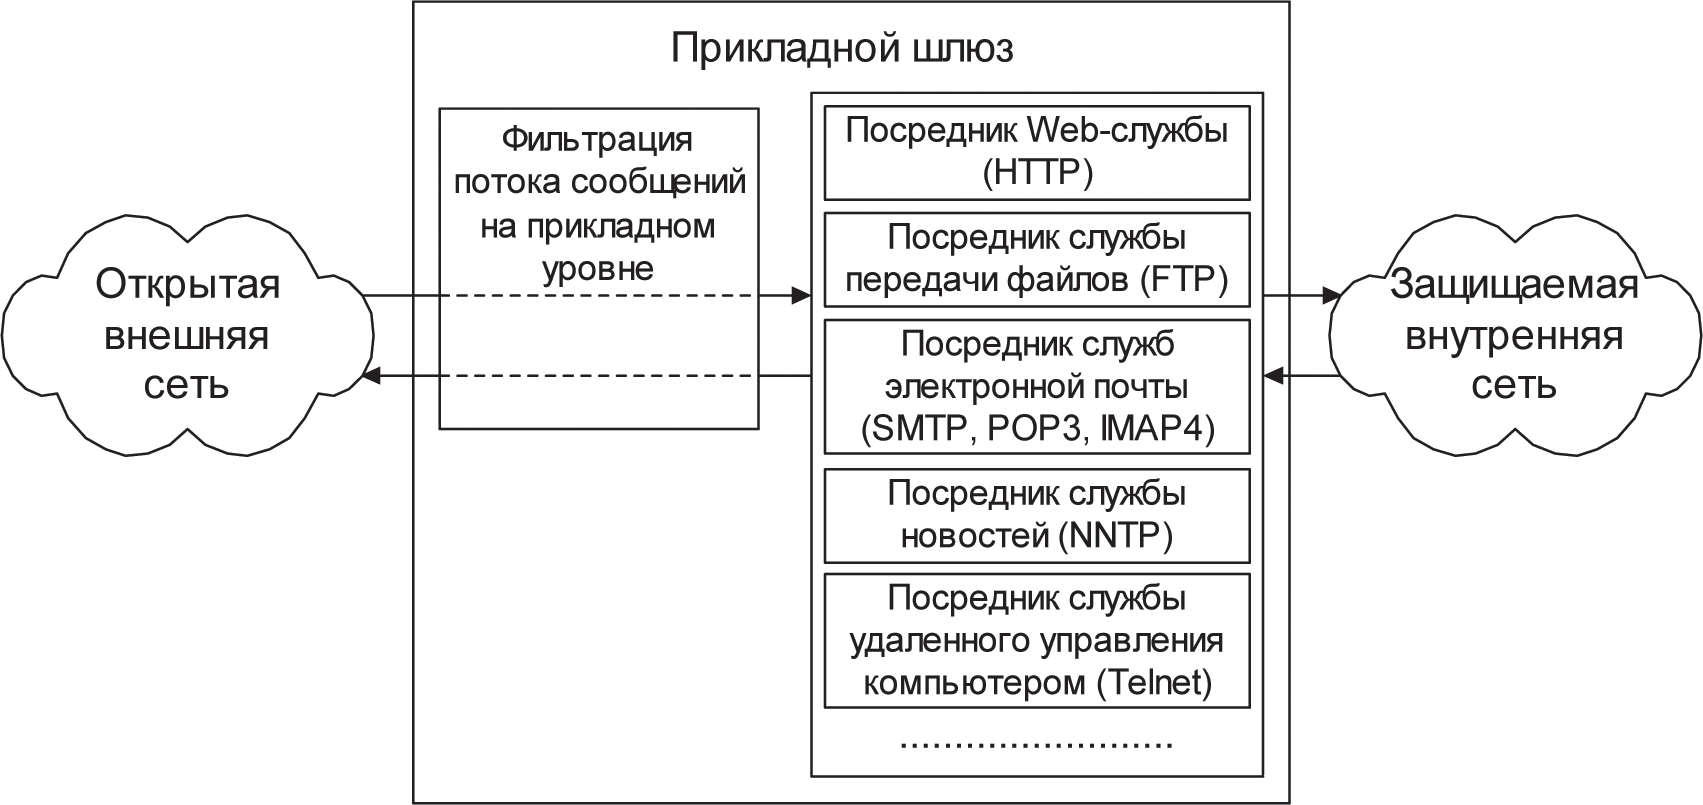 Прикладной шлюз
Фильтрация
потока сообщений
на прикладном
уровне
Открытая
внешняя
сеть
Посредник Web-службы
(HTTP)
Посредник службы
передачи файлов (FTP)
Посредник служб
электронной почты
(SMTP, POP3, IMAP4)
Посредник службы
новостей (NNTP)
Посредник службы
удаленного управления
компьютером (Telnet)
.........................
Защищаемая
внутренняя
сеть